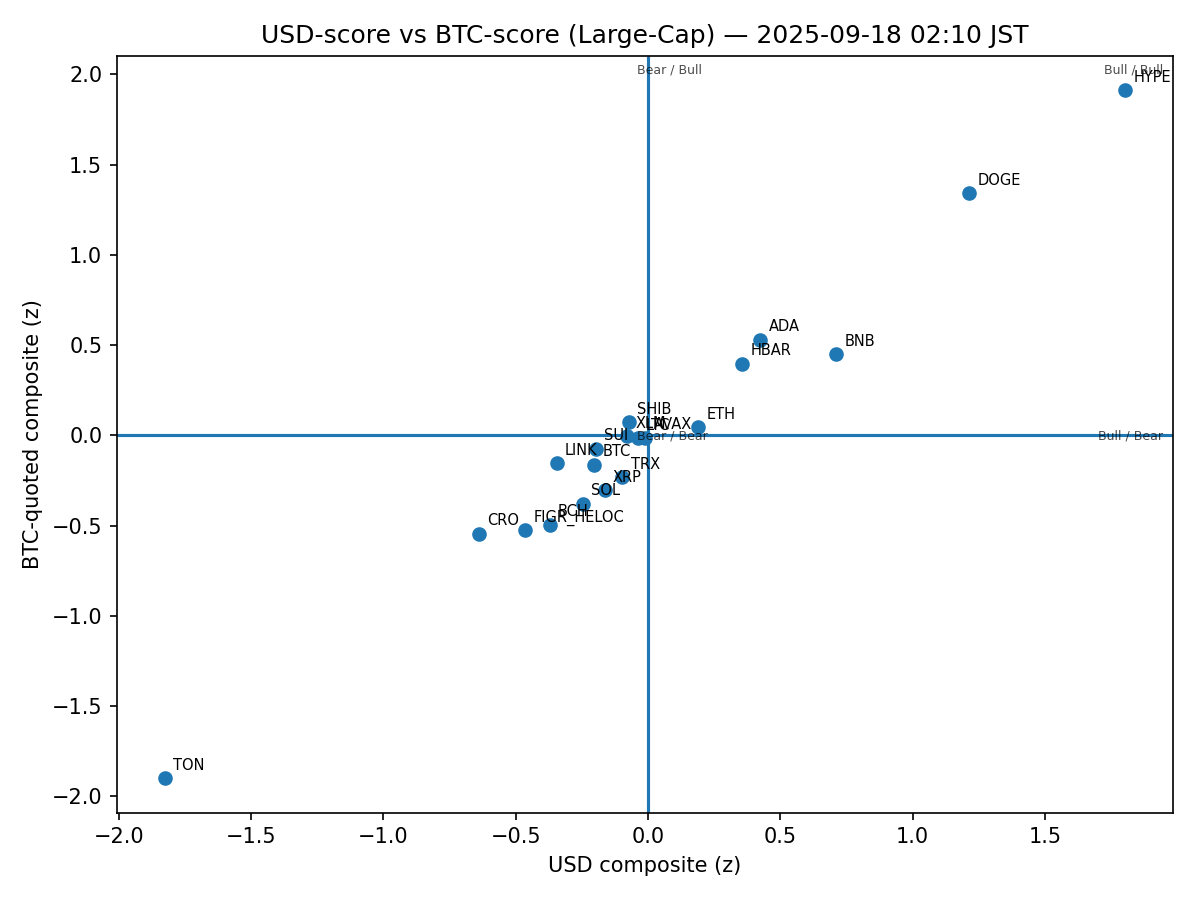 USD-score vs BTC-score (Large-Cap) — 2025-09-18 02:10 JST
Bear / Bull
Bull / Bull
HYPE
DOGE
ADA
BNB
HBAR
SHIB
ETH
XLM
LTC
AVAX
SUI
Bear / Bear
Bull / Bear
LINK
BTC
TRX
XRP
SOL
BCH
FIGR_HELOC
CRO
TON
2.0
1.5
1.0
0.5
0.0
−0.5
−1.0
−1.5
−2.0
BTC-quoted composite (z)
−2.0
−1.5
−1.0
−0.5
0.0
0.5
1.0
1.5
USD composite (z)